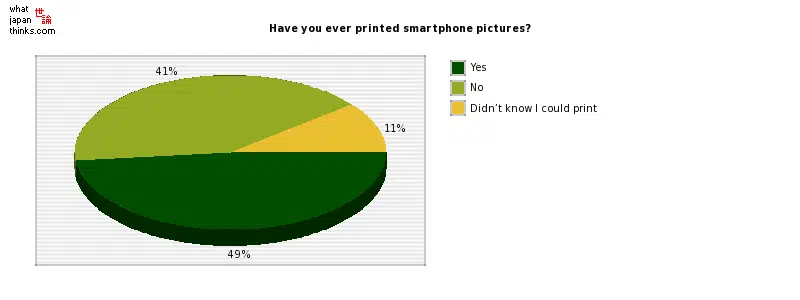 what 世
japan 論
thinks.com
Have you ever printed smartphone pictures?
41%
11%
49%
Yes
No
Didn't know I could print